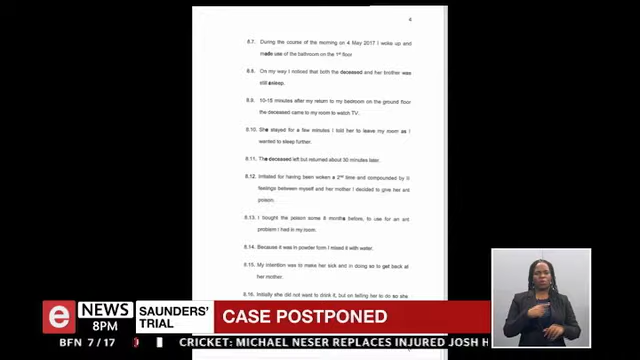 4
8.7. During the course of the morning on 4 May 2017 I woke up and
made use of the bathroom on the 1st floor
8.8. On my way I noticed that both the deceased and her brother was
still asleep.
8.9. 10-15 minutes after my return to my bedroom on the ground floor
the deceased came to my room to watch TV.
8.10. She stayed for a few minutes I told her to leave my room as I
wanted to sleep further.
8.11. The deceased left but returned about 30 minutes later.
8.12. Irritated for having been woken a 2nd time and compounded by ill
feelings between myself and her mother I decided to give her ant
poison.
8.13. I bought the poison some 8 months before, to use for an ant
problem I had in my room.
8.14. Because it was in powder form I mixed it with water.
8.15. My intention was to make her sick and in doing so to get back at
her mother.
8.16. Initially she did not want to drink it, but on telling her to do so she
e NEWS
8PM
SAUNDERS'
TRIAL
CASE POSTPONED
BFN 7/17
CRICKET: MICHAEL NESER REPLACES INJURED JOSH H